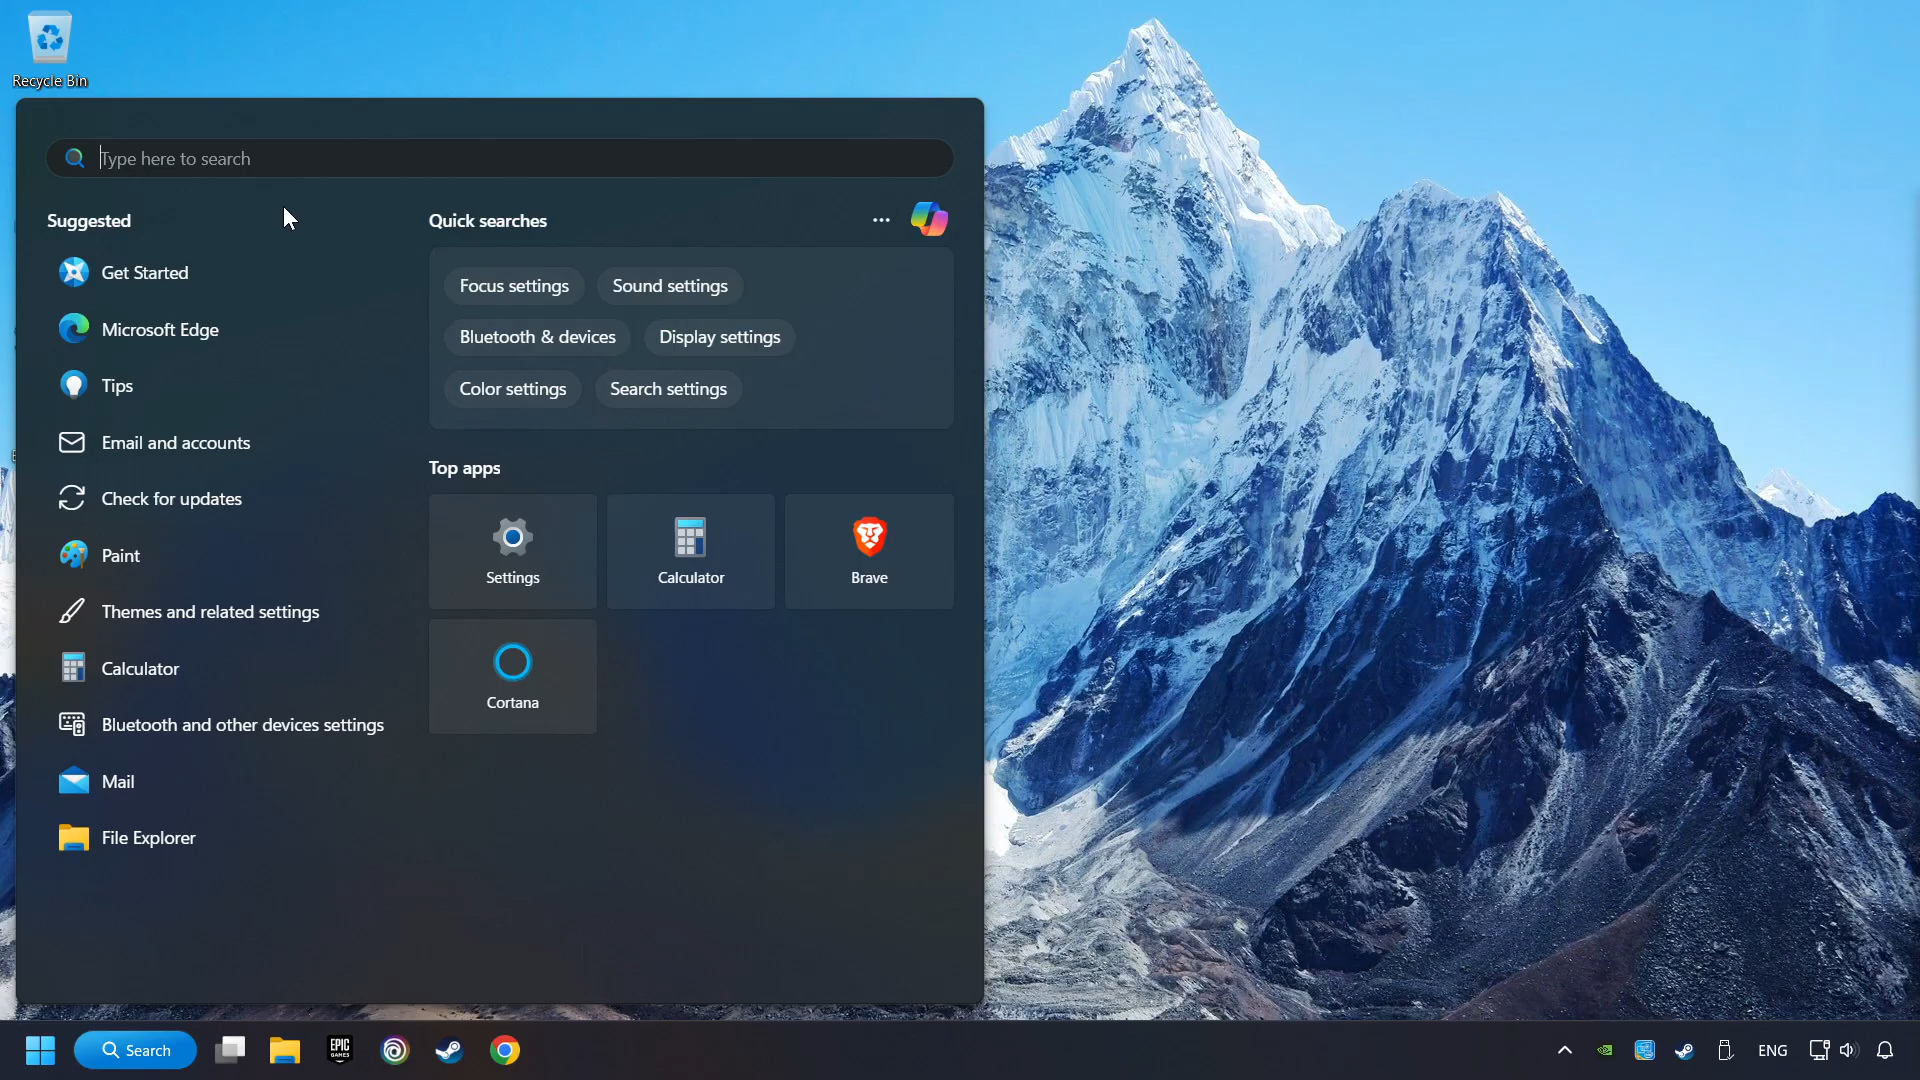 Recycle Bin
Type here to search
Suggested
Get Started
Microsoft Edge
Tips
Email and accounts
Check for updates
Paint
Themes and related settings
Calculator
Bluetooth and other devices settings
Mail
File Explorer
Quick searches
Focus settings
Sound settings
Bluetooth & devices
Display settings
Color settings
Search settings
Top apps
Settings
Calculator
Brave
Cortana
Search
EPIC
GAMES
ENG